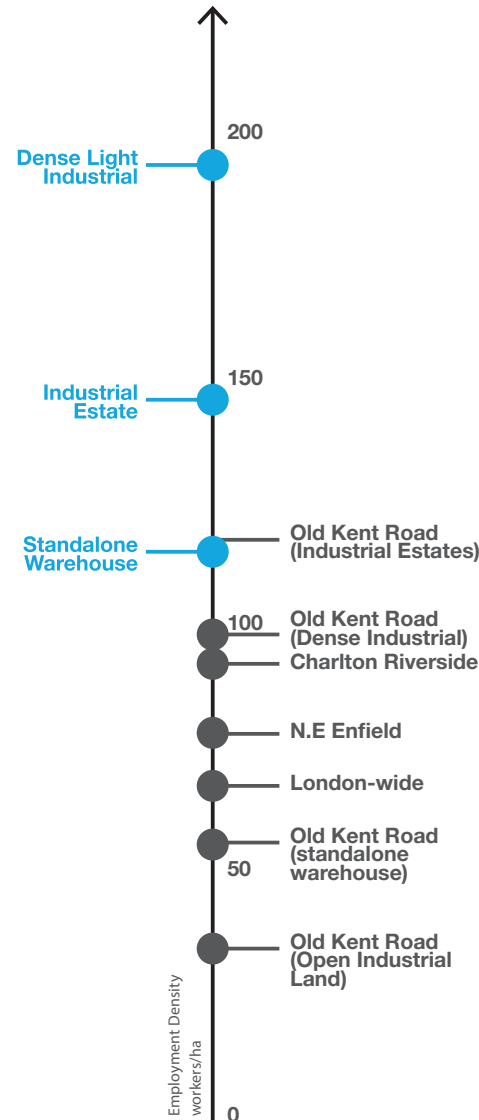 200
Dense Light
Industrial
150
Industrial
Estate
Old Kent Road
(Industrial Estates)
Standalone
Warehouse
100
Old Kent Road
(Dense Industrial)
Charlton Riverside
N.E Enfield
London-wide
Old Kent Road
(standalone
warehouse)
50
Old Kent Road
(Open Industrial
Land)
Employment Density
workers/ha
0